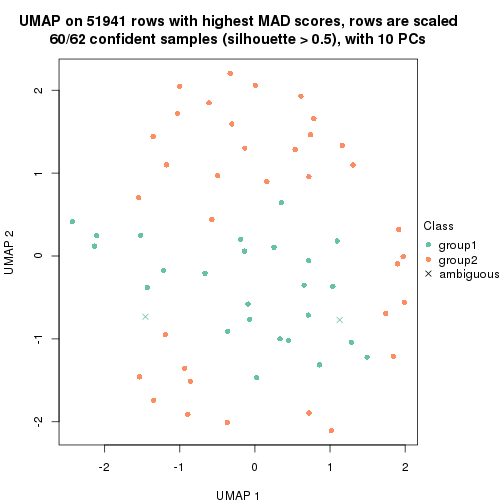 UMAP on 51941 rows with highest MAD scores, rows are scaled
60/62 confident samples (silhouette > 0.5), with 10 PCs
2
1
0
-1
-2
UMAP 2
-2
-1
0
1
2
UMAP 1
Class
group1
group2
ambiguous